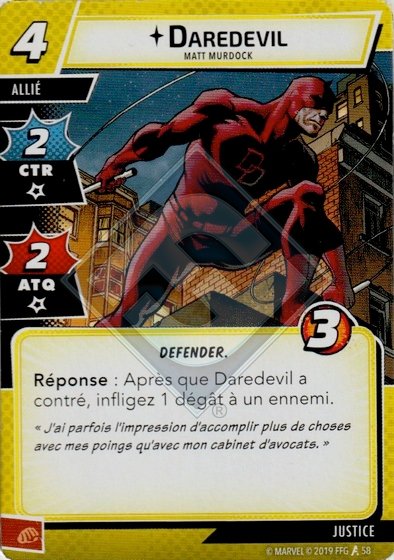 4
DAREDEVIL
MATT MURDOCK
ALLIÉ
2
CTR
2
ATQ
3
DEFENDER.
Réponse : Après que Daredevil a
contré, infligez 1 dégât à un ennemi.
« J'ai parfois l'impression d'accomplir plus de choses
avec mes poings qu'avec mon cabinet d'avocats. »
®
JUSTICE
© MARVEL © 2019 FFG 58